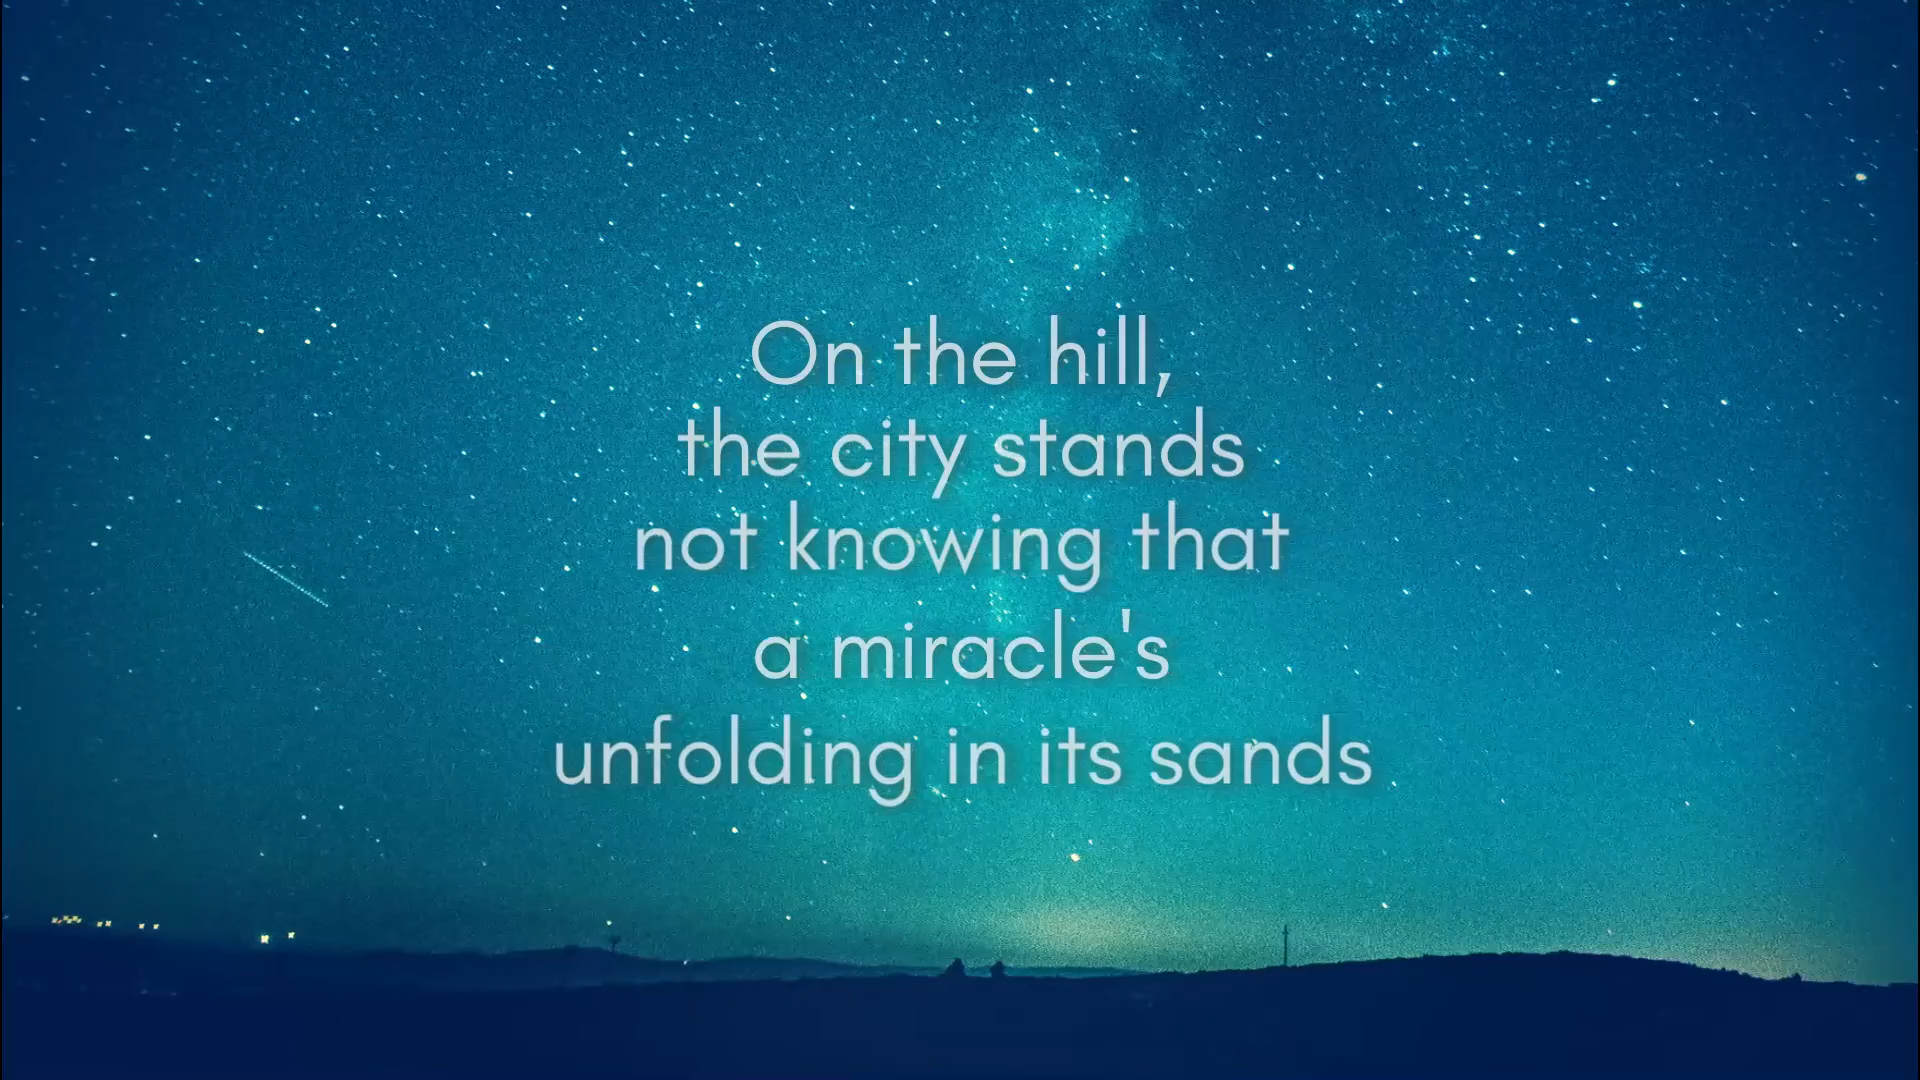 On the hill,
the city stands
not knowing that
a miracle's
unfolding in its sands